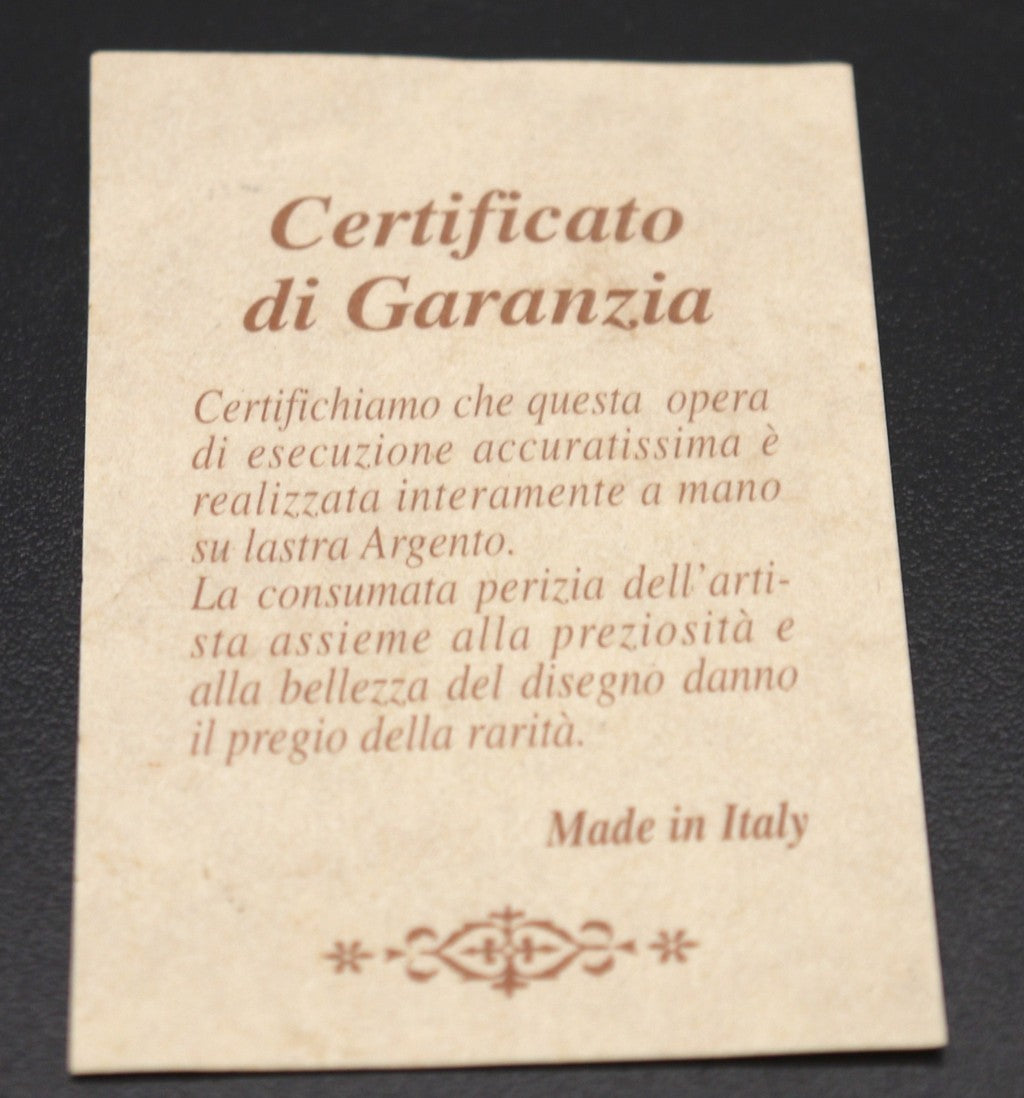 Certificato
di Garanzia
Certifichiamo che questa opera
di esecuzione accuratissima è
realizzata interamente a mano
su lastra Argento.
La consumata perizia dell'arti-
sta assieme alla preziosità e
alla bellezza del disegno danno
il pregio della rarità.
Made in Italy